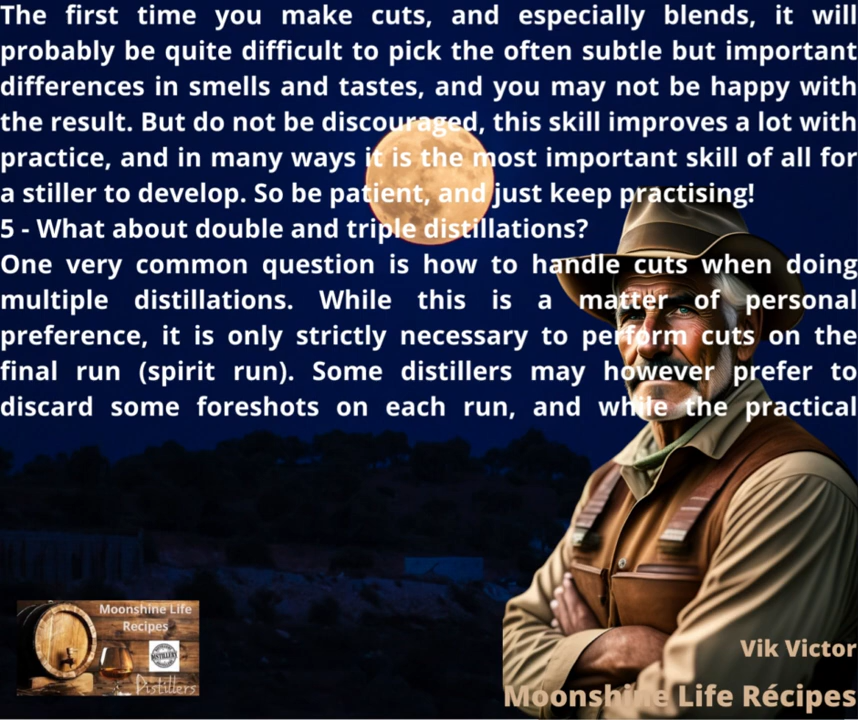 The first time you make cuts, and especially blends, it will
probably be quite difficult to pick the often subtle but important
differences in smells and tastes, and you may not be happy with
the result. But do not be discouraged, this skill improves a lot with
practice, and in many ways it is the most important skill of all for
a stiller to develop. So be patient, and just keep practising!
5 - What about double and triple distillations?
One very common question is how to handle cuts when doing
multiple distillations. While this is a matter of personal
preference, it is only strictly necessary to perform cuts on the
final run (spirit run). Some distillers may however prefer to
discard some foreshots on each run, and while the practical
Moonshine Life
Recipes
DISTILLERS
Distillers
Vik Victor
Moonshine Life Récipes